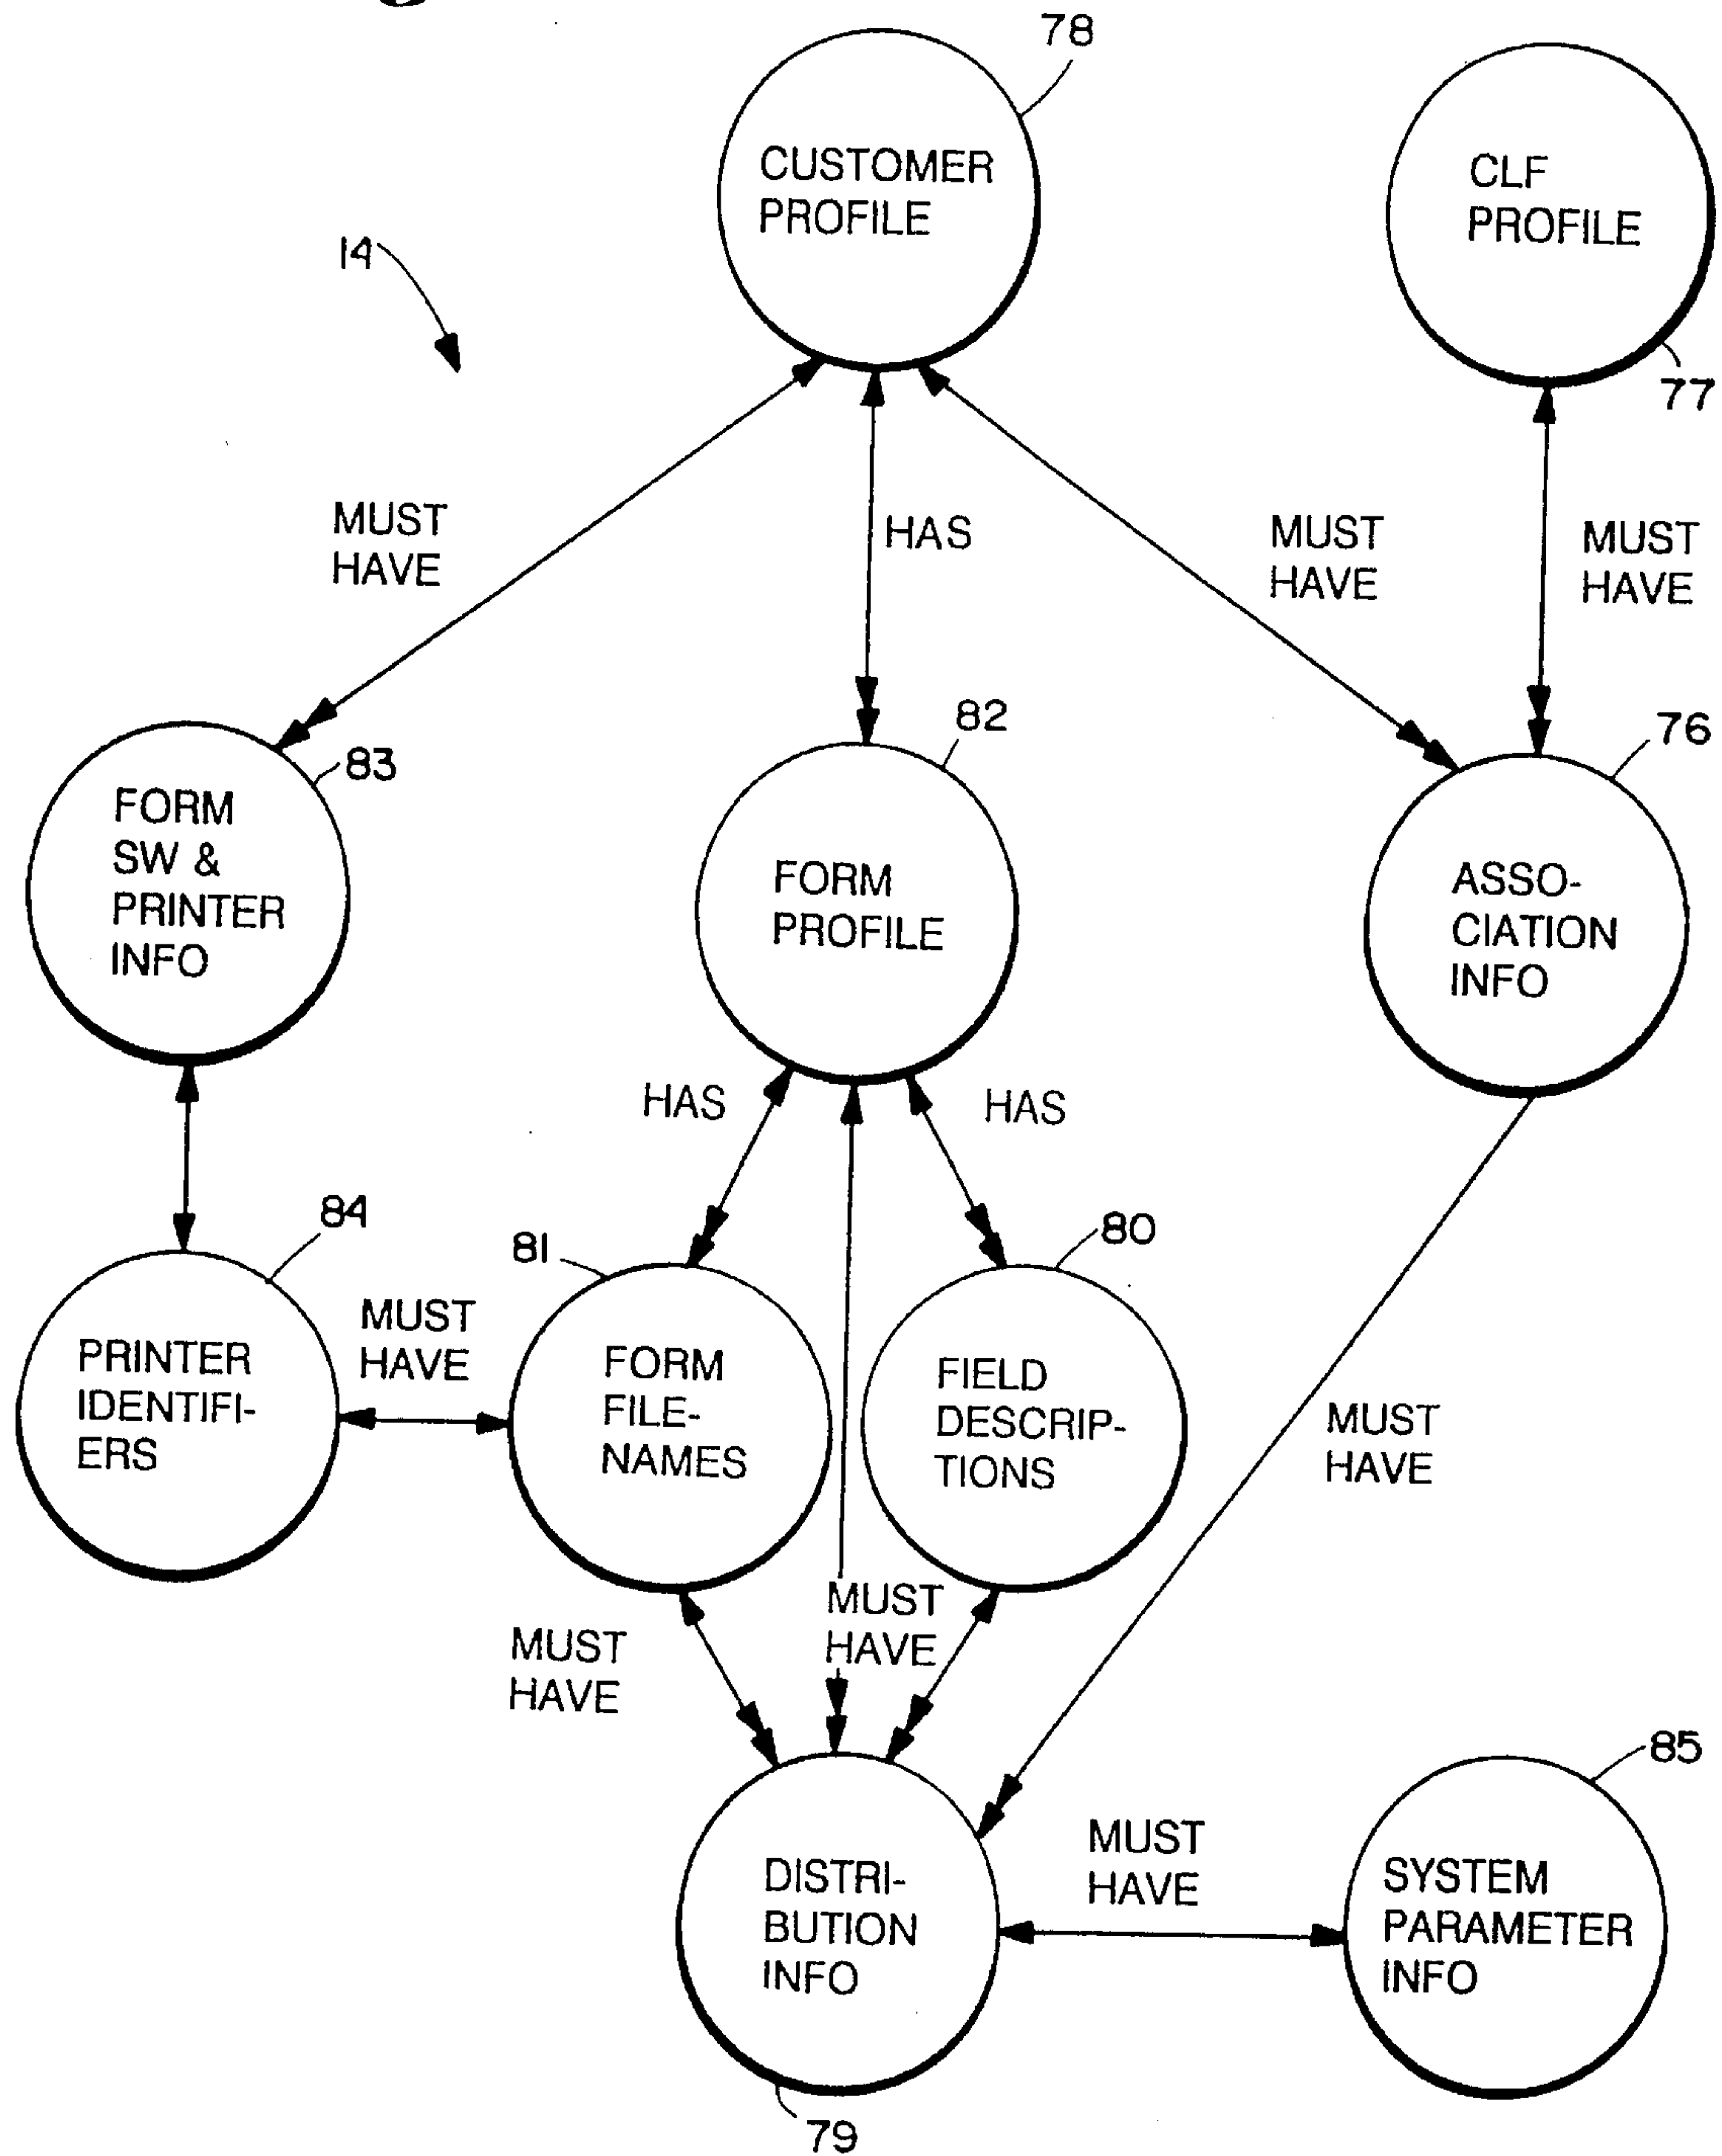 78
CUSTOMER
PROFILE
CLF
PROFILE
14
77
MUST
HAVE
HAS
MUST
HAVE
MUST
HAVE
82
76
83
FORM
SW &
PRINTER
INFO
FORM
PROFILE
ASSO-
CIATION
INFO
HAS
HAS
84
81
80
MUST
HAVE
PRINTER
IDENTIFI-
ERS
FORM
FILE-
NAMES
FIELD
DESCRIP-
TIONS
MUST
HAVE
MUST
HAVE
MUST
HAVE
85
MUST
HAVE
DISTRI-
BUTION
INFO
SYSTEM
PARAMETER
INFO
79